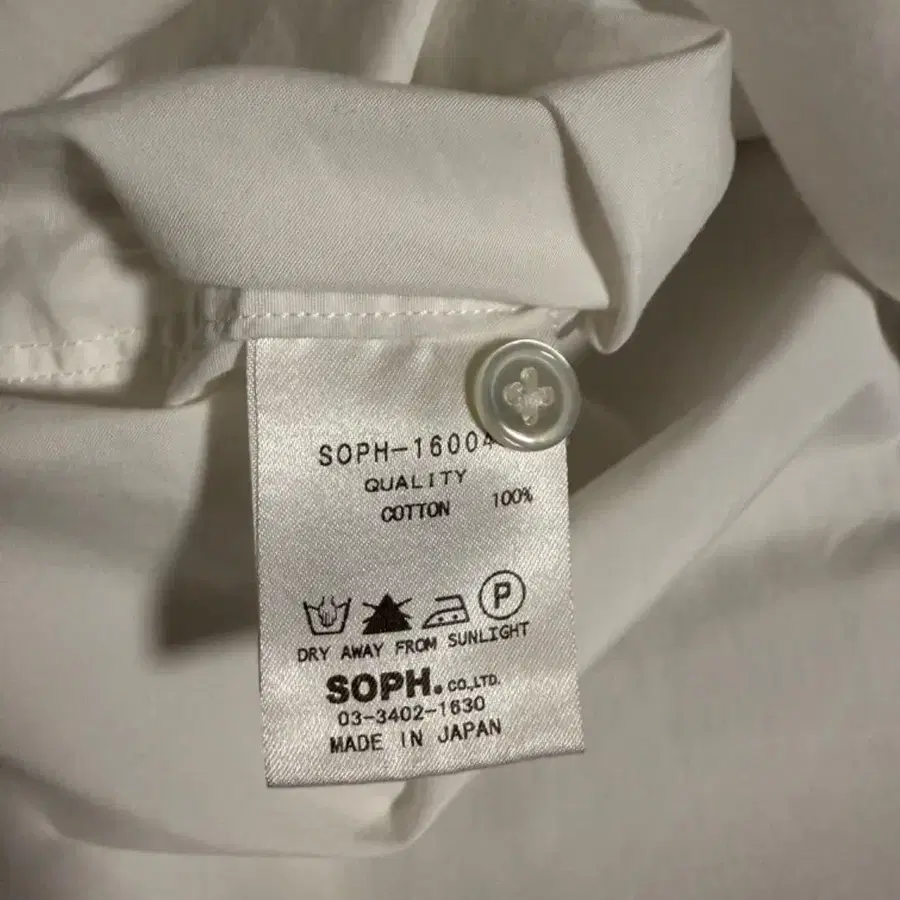 SOPH-16004
QUALITY
COTTON 100%
P
DRY AWAY FROM SUNLIGHT
SOPH. CO.,LTD.
03-3402-1630
MADE IN JAPAN